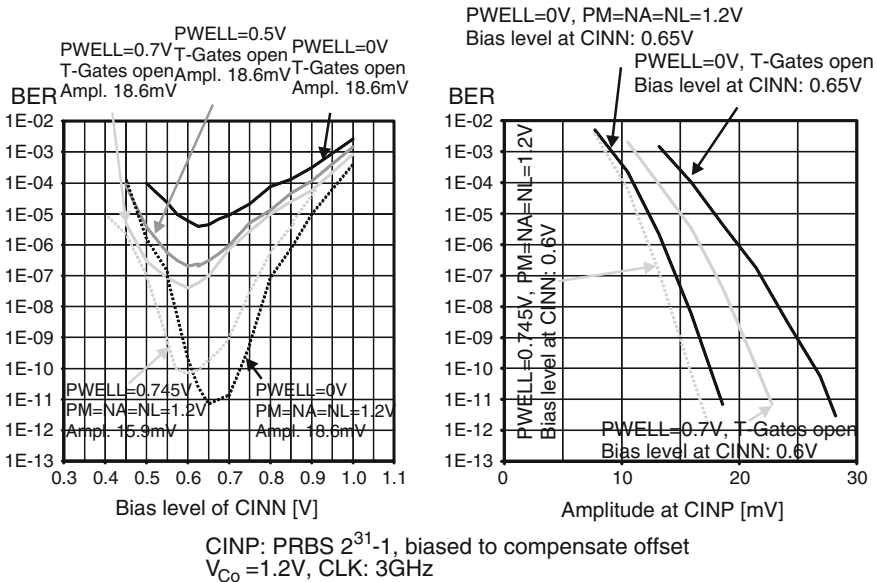 PWELL=0.7V
T-Gates open
Ampl. 18.6mV
PWELL=0.5V
T-Gates open
Ampl. 18.6mV
PWELL=0V
T-Gates open
Ampl. 18.6mV
BER
1E-02
1E-03
1E-04
1E-05
1E-06
1E-07
1E-08
1E-09
1E-10
1E-11
1E-12
1E-13
PWELL=0.745V
PM=NA=NL=1.2V
Ampl. 15.9mV
PWELL=0V
PM=NA=NL=1.2V
Ampl. 18.6mV
0.3 0.4 0.5 0.6 0.7 0.8 0.9 1.0 1.1
Bias level of CINN [V]
PWELL=0V, PM=NA=NL=1.2V
Bias level at CINN: 0.65V
PWELL=0V, T-Gates open
Bias level at CINN: 0.65V
BER
1E-02
1E-03
1E-04
1E-05
1E-06
1E-07
1E-08
1E-09
1E-10
1E-11
1E-12
1E-13
PWELL=0.745V, PM=NA=NL=1.2V
Bias level at CINN: 0.6V
PWELL=0.7V, T-Gates open
Bias level at CINN: 0.6V
0 10 20 30
Amplitude at CINP [mV]
CINP: PRBS 2^31-1, biased to compensate offset
V_Co =1.2V, CLK: 3GHz